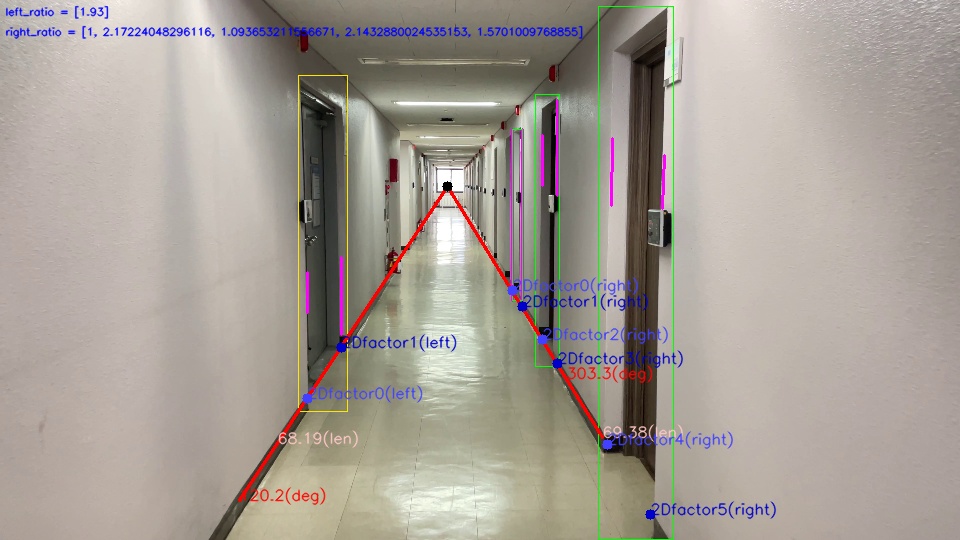 left_ratio = [1.93]
right_ratio = [1, 2.17224048296116, 1.093653211556671, 2.1432880024535153, 1.5701009768855]
2Dfactor0(right)
2Dfactor1(right)
2Dfactor2(right)
2Dfactor1(left)
2Dfactor3(right)
303.3(deg)
2Dfactor0(left)
68.19(len)
69.38(len)
2Dfactor4(right)
20.2(deg)
2Dfactor5(right)